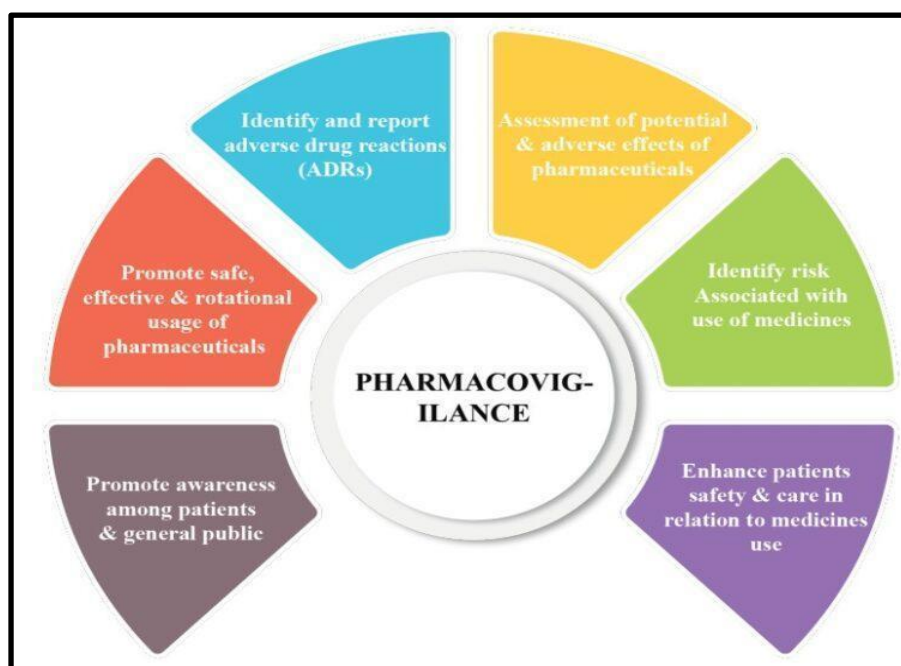 Identify and report
adverse drug reactions
(ADRs)
Assessment of potential
& adverse effects of
pharmaceuticals
Promote safe,
effective & rotational
usage of
pharmaceuticals
Identify risk
Associated with
use of medicines
PHARMACOVIG-
ILANCE
Promote awareness
among patients
& general public
Enhance patients
safety & care in
relation to medicines
use